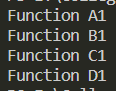 Function A1
Function B1
Function C1
Function D1